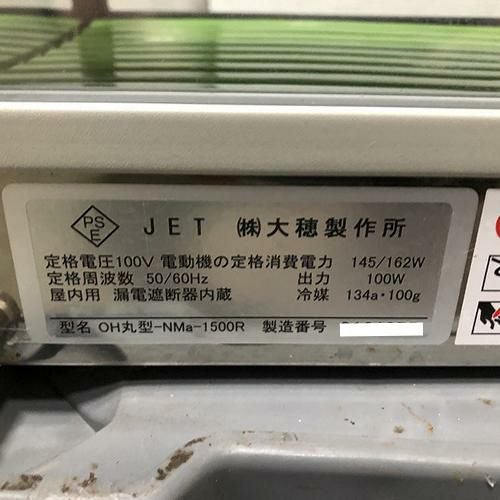 PSE JET ㈱大穂製作所
定格電圧100V 電動機の定格消費電力 145/162W
定格周波数 50/60Hz 出力 100W
屋内用 漏電遮断器内蔵 冷媒 134a・100g
型名 OH丸型-NMa-1500R 製造番号